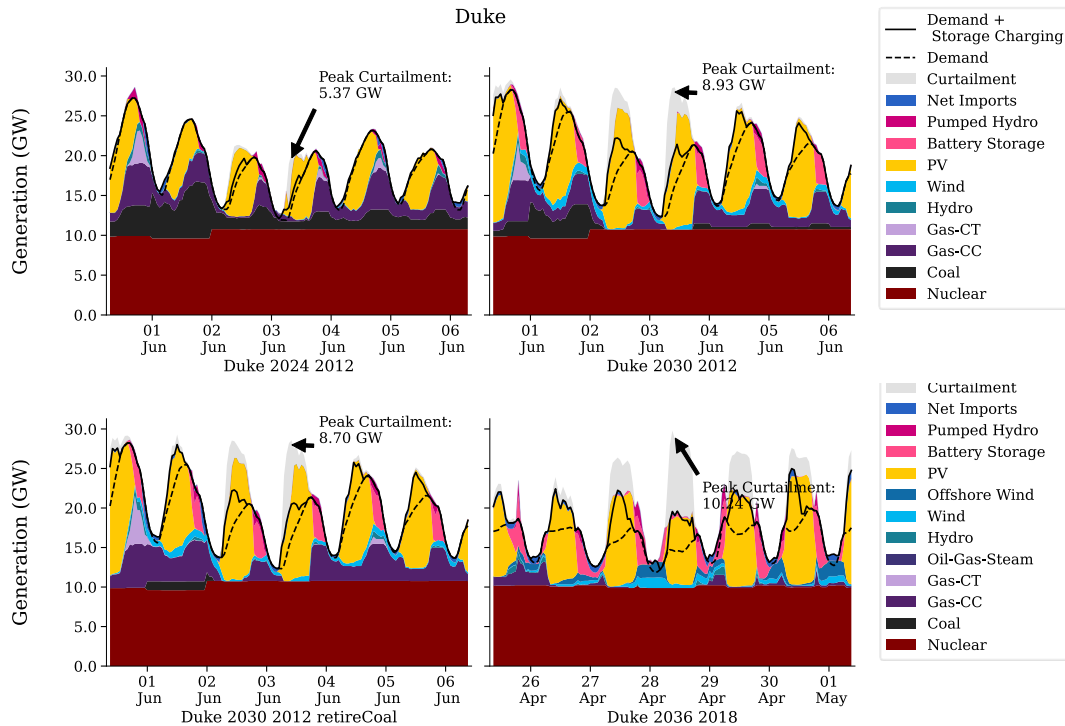 Duke
Generation (GW)
30.0
25.0
20.0
15.0
10.0
5.0
0.0
Peak Curtailment:
5.37 GW
01 02 03 04 05 06
Jun Jun Jun Jun Jun Jun
Duke 2024 2012
Peak Curtailment:
8.93 GW
01 02 03 04 05 06
Jun Jun Jun Jun Jun Jun
Duke 2030 2012
Demand +
Storage Charging
Demand
Curtailment
Net Imports
Pumped Hydro
Battery Storage
PV
Wind
Hydro
Gas-CT
Gas-CC
Coal
Nuclear
Generation (GW)
30.0
25.0
20.0
15.0
10.0
5.0
0.0
Peak Curtailment:
8.70 GW
01 02 03 04 05 06
Jun Jun Jun Jun Jun Jun
Duke 2030 2012 retireCoal
Peak Curtailment:
10.24 GW
26 27 28 29 30 01
Apr Apr Apr Apr Apr May
Duke 2036 2018
Curtailment
Net Imports
Pumped Hydro
Battery Storage
PV
Offshore Wind
Wind
Hydro
Oil-Gas-Steam
Gas-CT
Gas-CC
Coal
Nuclear